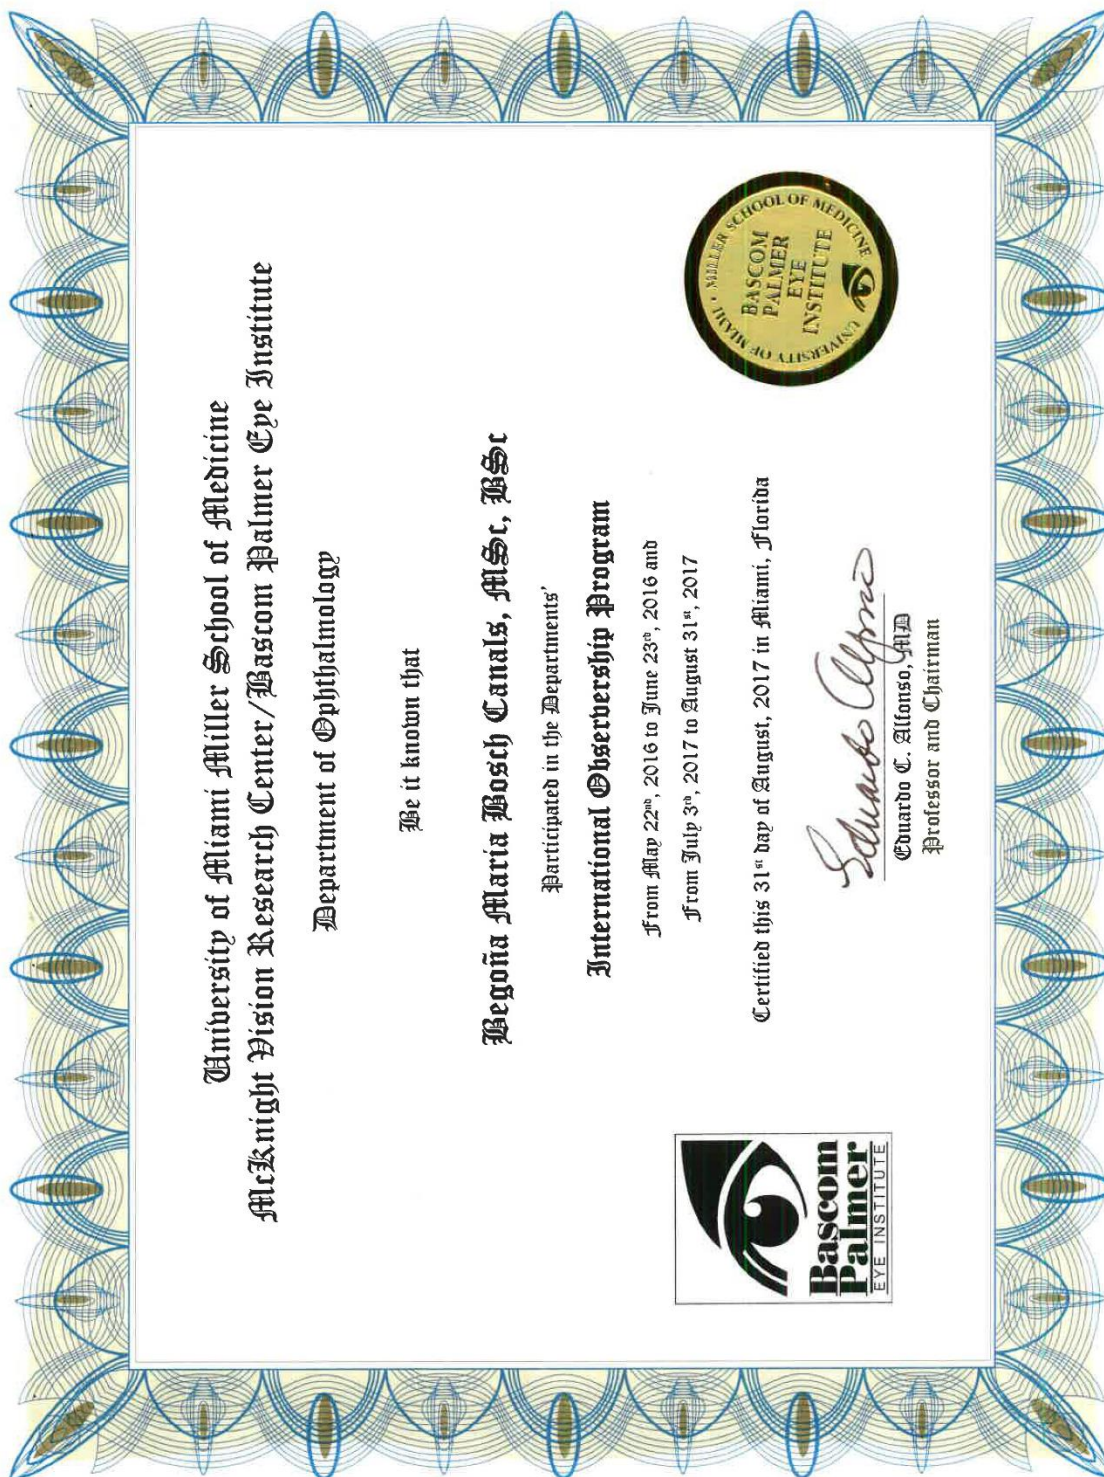 University of Miami Miller School of Medicine
McKnight Vision Research Center/Bascom Palmer Eye Institute
Department of Ophthalmology
Be it known that
Begoña Maria Bosch Canals, MSc, BSc
Participated in the Departments'
International Observership Program
From May 22nd, 2016 to June 23rd, 2016 and
From July 3rd, 2017 to August 31st, 2017
Certified this 31st day of August, 2017 in Miami, Florida
Eduardo C. Alfonso
Eduardo C. Alfonso, MD
Professor and Chairman
Bascom
Palmer
EYE INSTITUTE
UNIVERSITY OF MIAMI • MILLER SCHOOL OF MEDICINE
BASCOM
PALMER
EYE
INSTITUTE